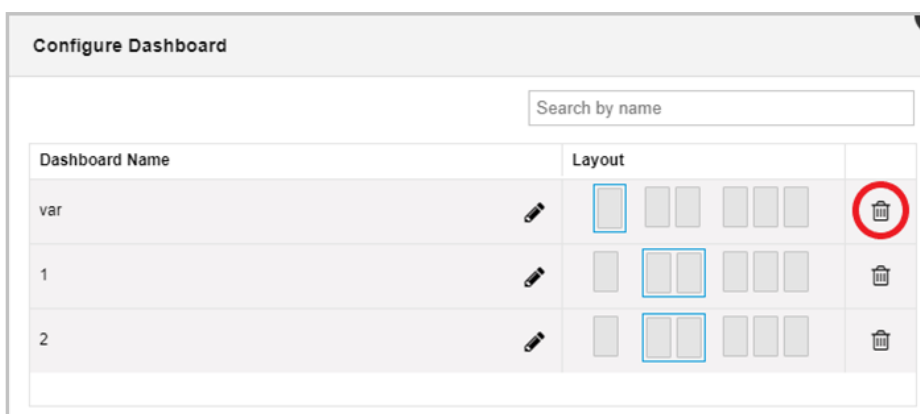 Configure Dashboard
Search by name
Dashboard Name Layout
var
1
2